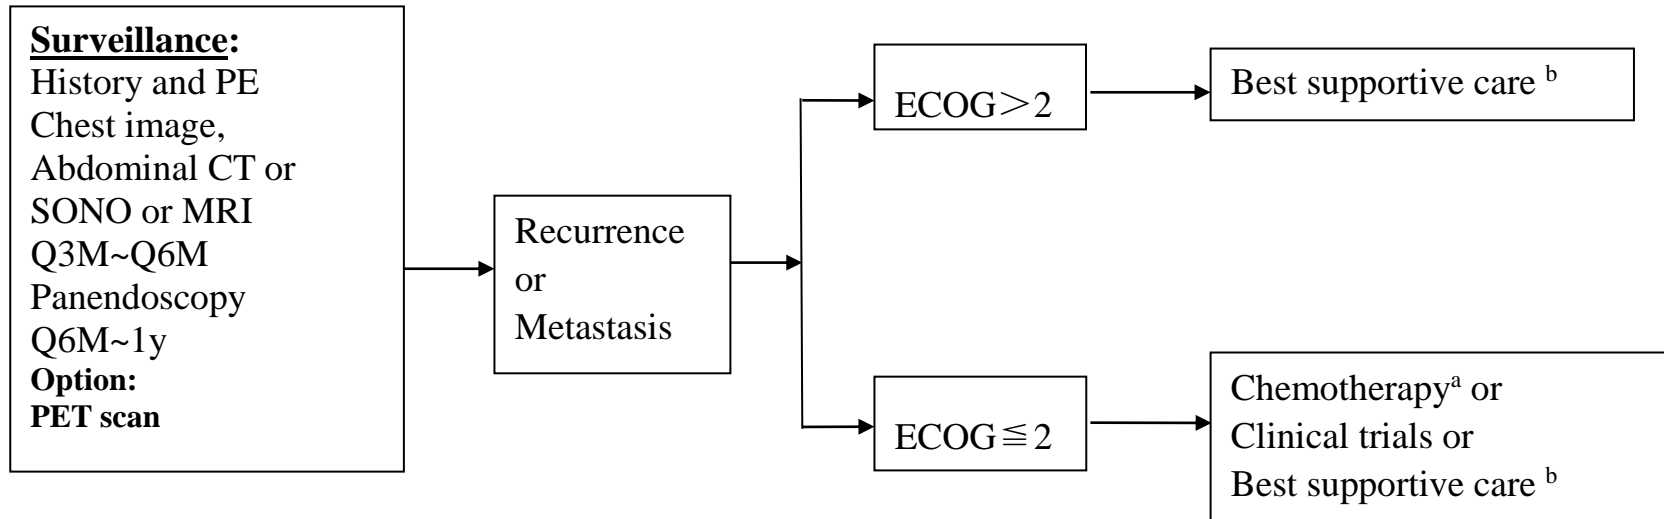 Surveillance:
History and PE
Chest image,
Abdominal CT or
SONO or MRI
Q3M~Q6M
Panendoscopy
Q6M~1y
Option:
PET scan
Recurrence
or
Metastasis
ECOG＞2
Best supportive care ᵇ
ECOG≦2
Chemotherapyᵃ or
Clinical trials or
Best supportive care ᵇ